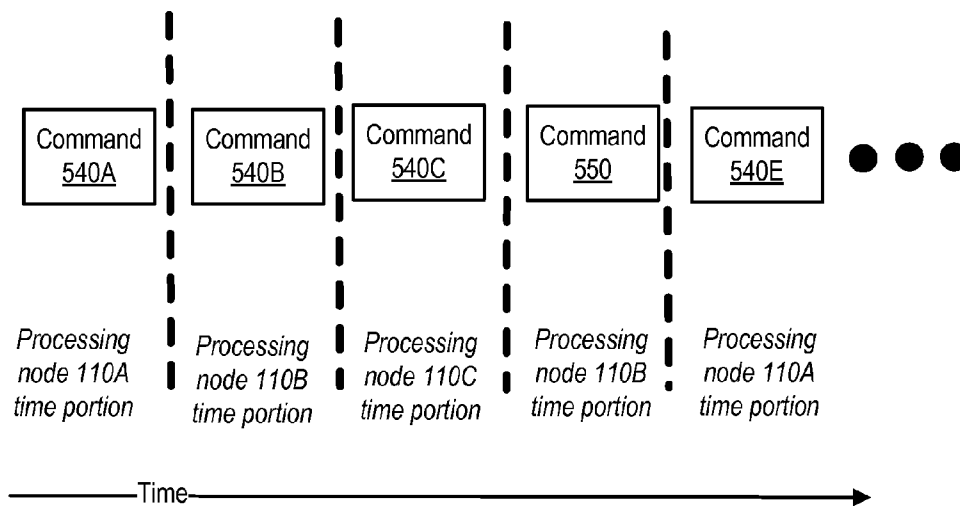 Command
540A
Command
540B
Command
540C
Command
550
Command
540E
Processing
node 110A
time portion
Processing
node 110B
time portion
Processing
node 110C
time portion
Processing
node 110B
time portion
Processing
node 110A
time portion
Time